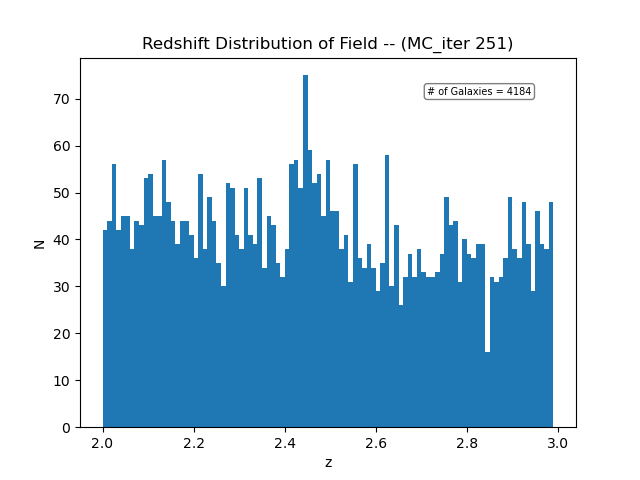 Redshift Distribution of Field -- (MC_iter 251)
# of Galaxies = 4184
70
60
50
40
30
20
10
0
N
2.0 2.2 2.4 2.6 2.8 3.0
z